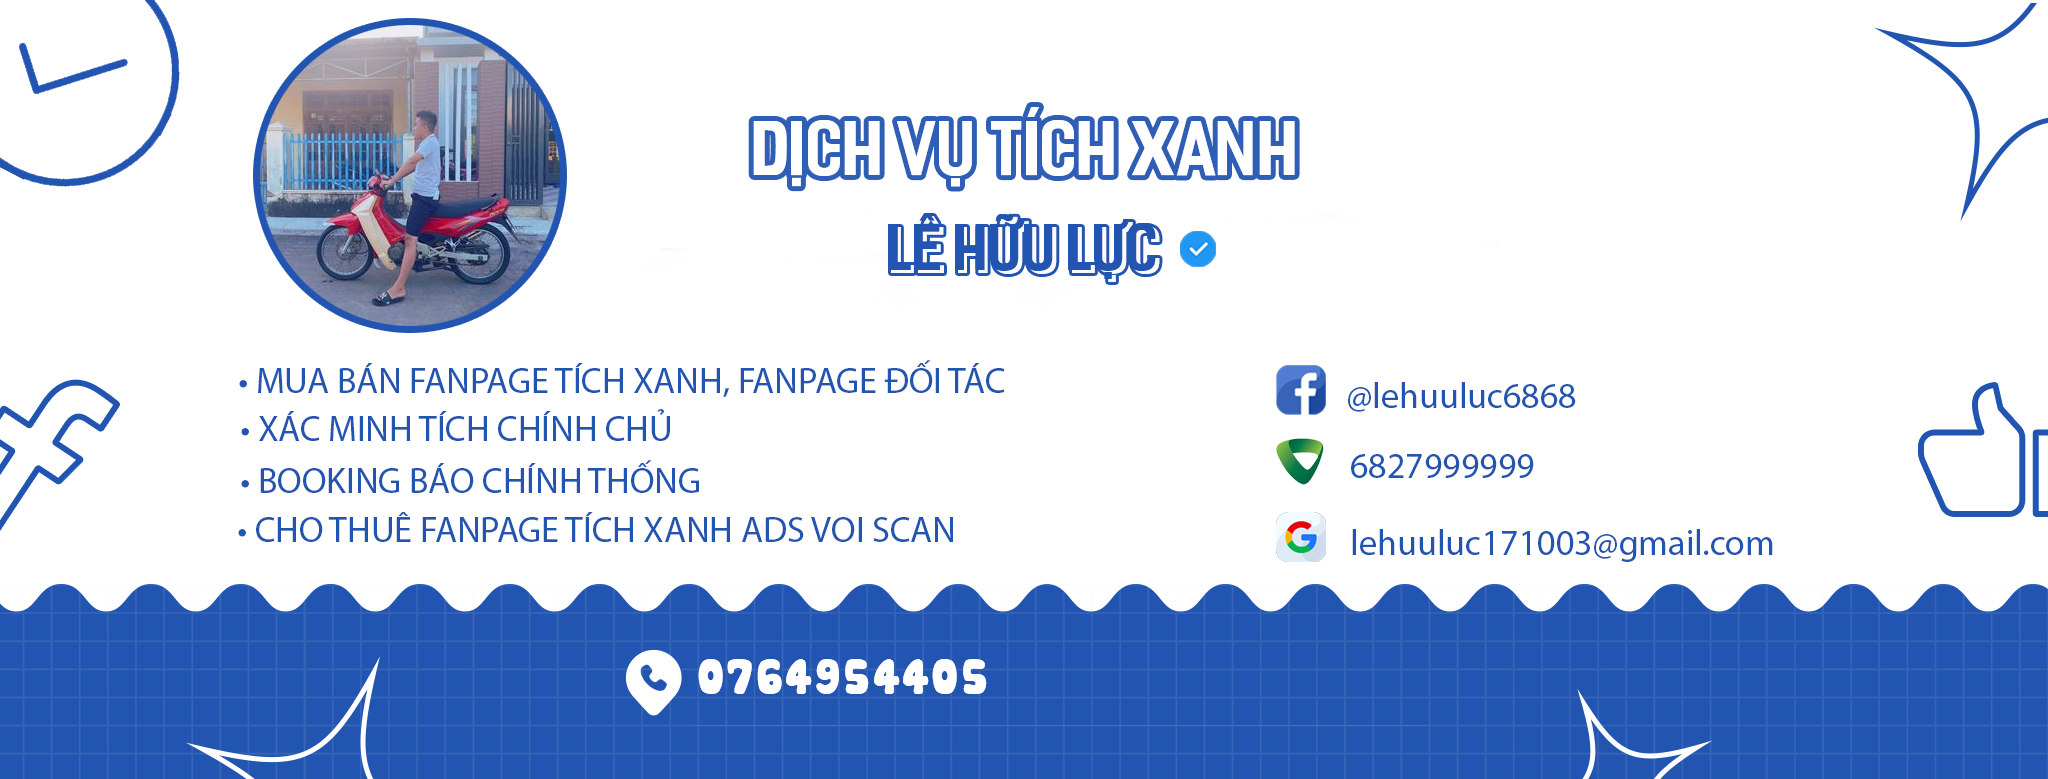 DỊCH VỤ TÍCH XANH
LÊ HỮU LỰC
• MUA BÁN FANPAGE TÍCH XANH, FANPAGE ĐỐI TÁC
• XÁC MINH TÍCH CHÍNH CHỦ
• BOOKING BÁO CHÍNH THỐNG
• CHO THUÊ FANPAGE TÍCH XANH ADS VOI SCAN
@lehuuluc6868
6827999999
lehuuluc171003@gmail.com
0764954405